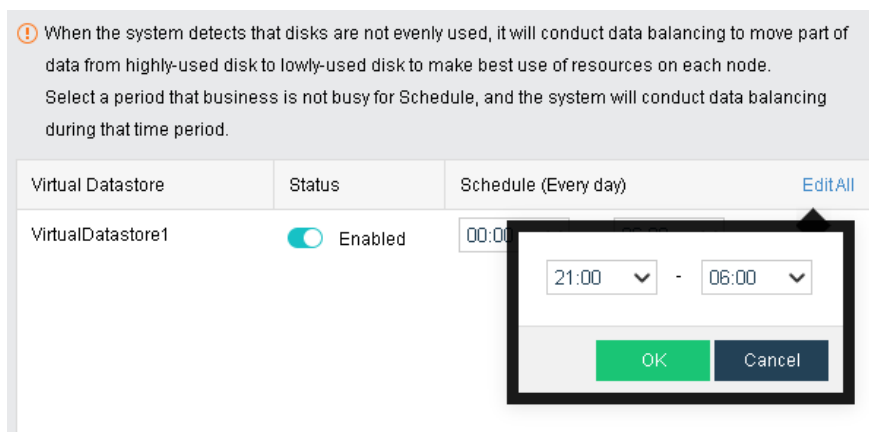 When the system detects that disks are not evenly used, it will conduct data balancing to move part of
data from highly-used disk to lowly-used disk to make best use of resources on each node.
Select a period that business is not busy for Schedule, and the system will conduct data balancing
during that time period.
Virtual Datastore Status Schedule (Every day) Edit All
VirtualDatastore1 Enabled 00:00
21:00 - 06:00
OK Cancel